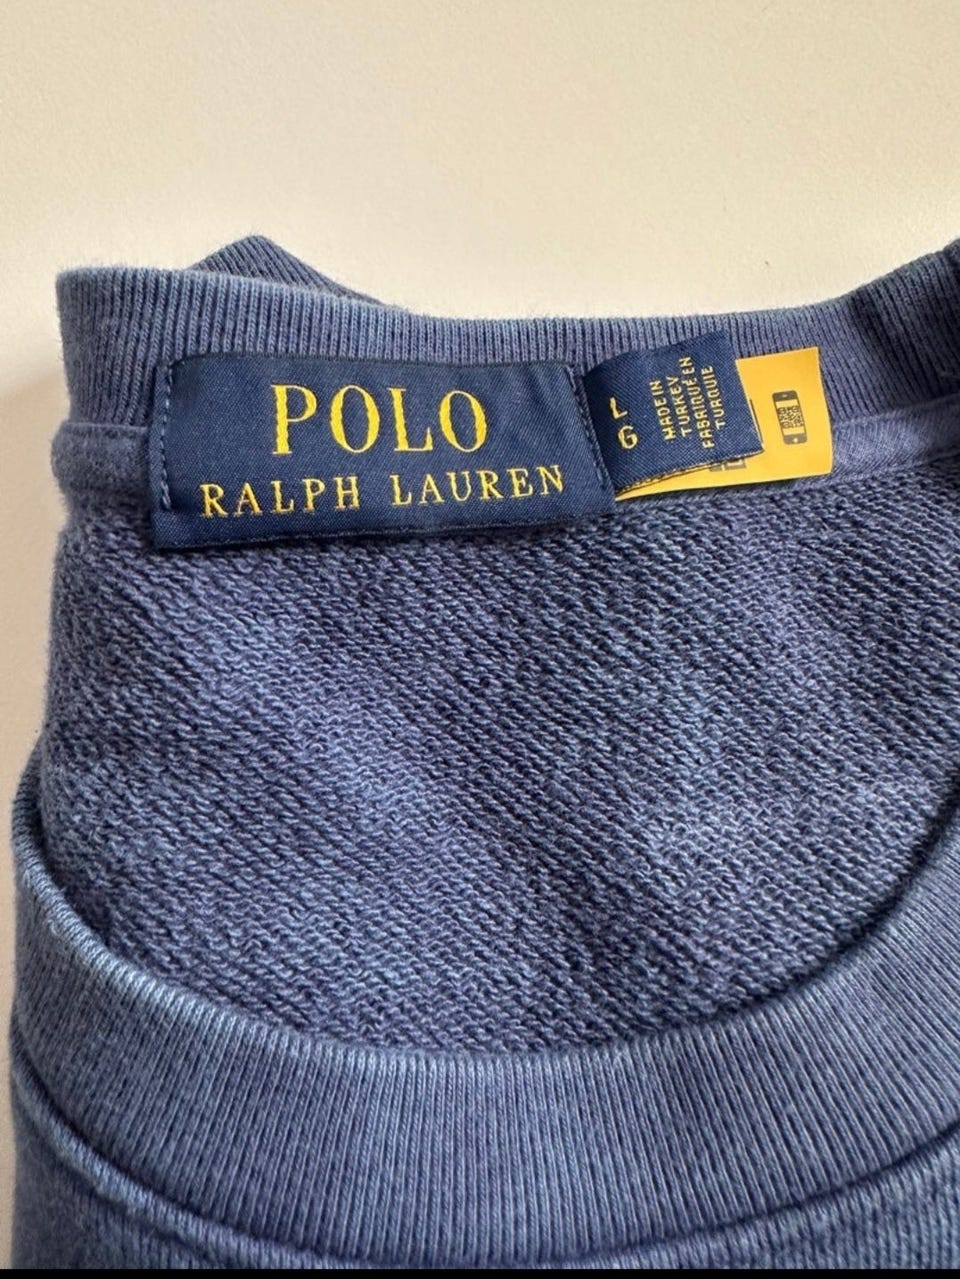 POLO
RALPH LAUREN
L
G
MADE IN
TURKEY
FABRIQUÉ EN
TURQUIE